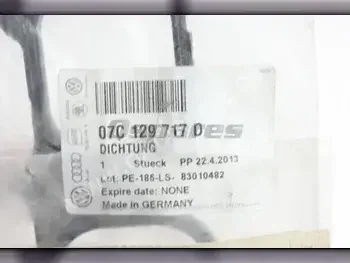 07C 129 717 D
DICHTUNG
1 Stueck PP 22.4.2013
Lot: PE-185-LS- 83010482
Expire date: NONE
Made in GERMANY